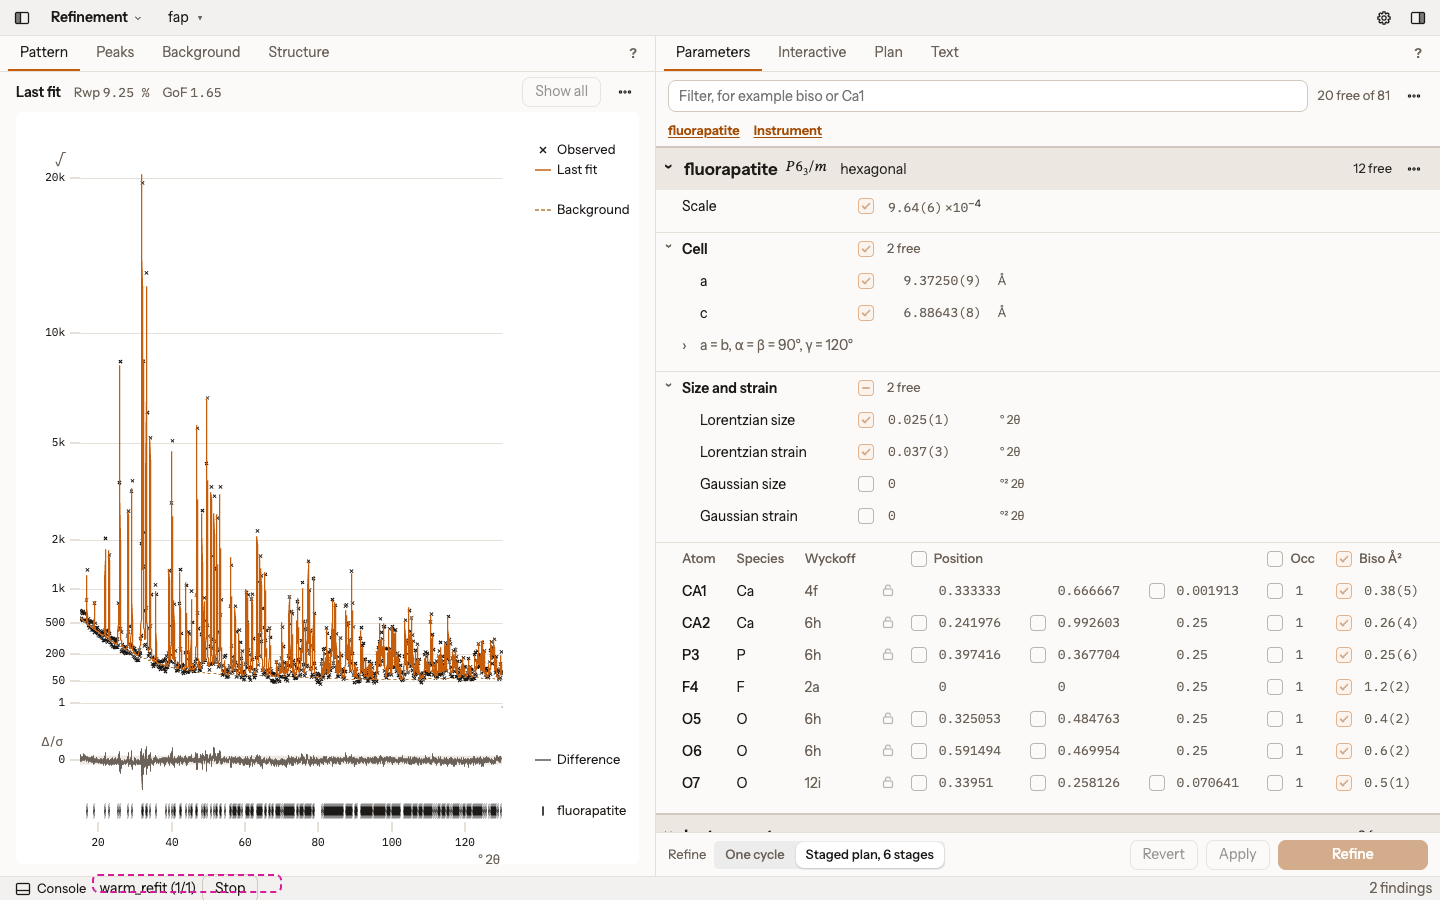 Refinement fap
Pattern Peaks Background Structure ?
Parameters Interactive Plan Text ?
Last fit Rwp 9.25 % GoF 1.65 Show all
20 free of 81
Filter, for example biso or Ca1
fluorapatite Instrument
√
20k
10k
5k
2k
1k
500
200
50
1
Δ/σ
0
20 40 60 80 100 120
°2θ
Observed
Last fit
Background
Difference
fluorapatite
fluorapatite P6₃/m hexagonal 12 free
Scale 9.64(6) ×10⁻⁴
Cell 2 free
a 9.37250(9) Å
c 6.88643(8) Å
a = b, α = β = 90°, γ = 120°
Size and strain 2 free
Lorentzian size 0.025(1) °2θ
Lorentzian strain 0.037(3) °2θ
Gaussian size 0 °²2θ
Gaussian strain 0 °²2θ
Atom Species Wyckoff Position Occ Biso Å²
CA1 Ca 4f 0.333333 0.666667 0.001913 1 0.38(5)
CA2 Ca 6h 0.241976 0.992603 0.25 1 0.26(4)
P3 P 6h 0.397416 0.367704 0.25 1 0.25(6)
F4 F 2a 0 0 0.25 1 1.2(2)
O5 O 6h 0.325053 0.484763 0.25 1 0.4(2)
O6 O 6h 0.591494 0.469954 0.25 1 0.6(2)
O7 O 12i 0.33951 0.258126 0.070641 1 0.5(1)
Refine One cycle Staged plan, 6 stages Revert Apply Refine
Console warm_refit (1/1) Stop 2 findings